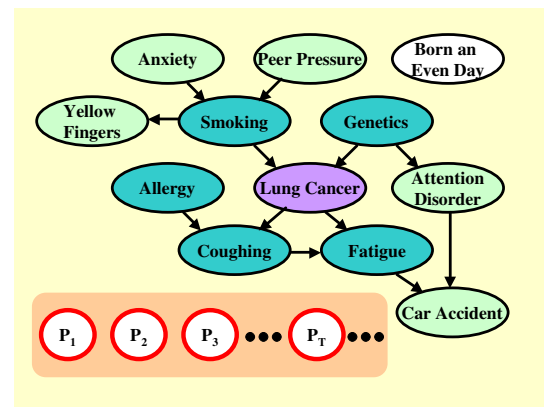 Anxiety
Peer Pressure
Born an
Even Day
Yellow
Fingers
Smoking
Genetics
Allergy
Lung Cancer
Attention
Disorder
Coughing
Fatigue
Car Accident
P1 P2 P3 ●●● PT ●●●